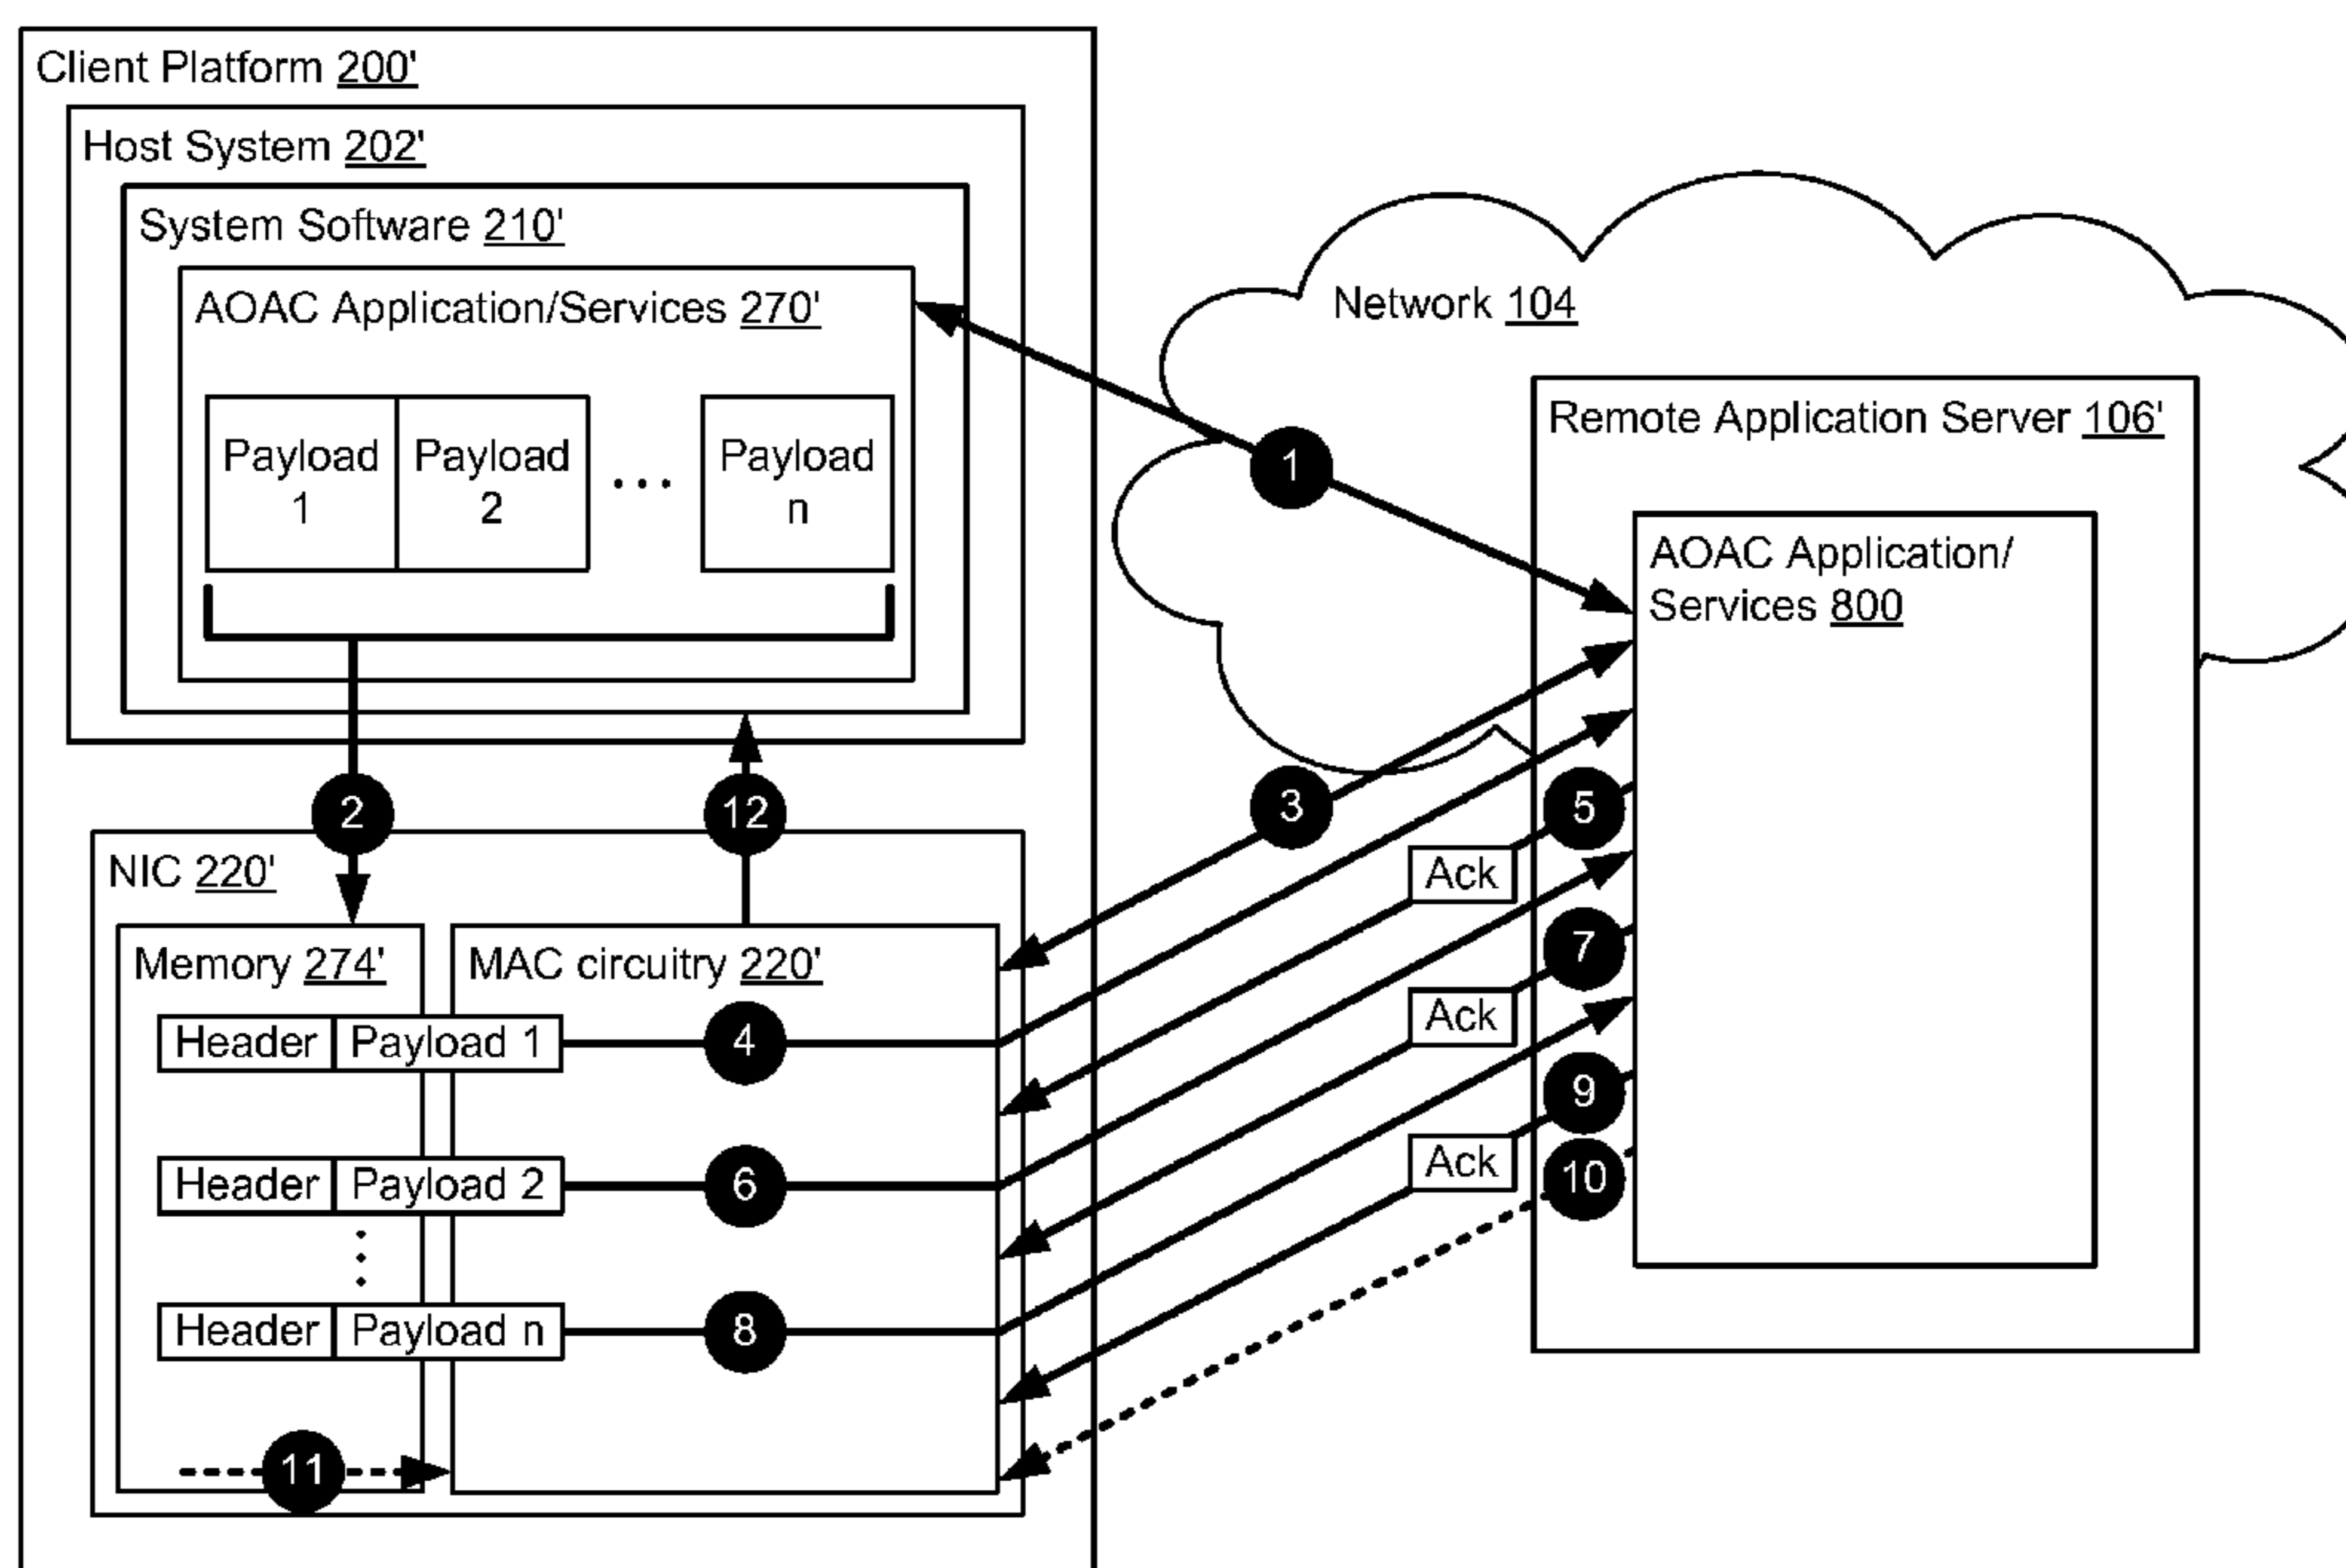 Client Platform 200'
Host System 202'
System Software 210'
AOAC Application/Services 270'
Payload
1
Payload
2
...
Payload
n
Network 104
1
Remote Application Server 106'
AOAC Application/
Services 800
2
12
3
5
Ack
7
Ack
9
Ack
10
NIC 220'
Memory 274'
MAC circuitry 220'
Header Payload 1
4
Header Payload 2
6
Header Payload n
8
11